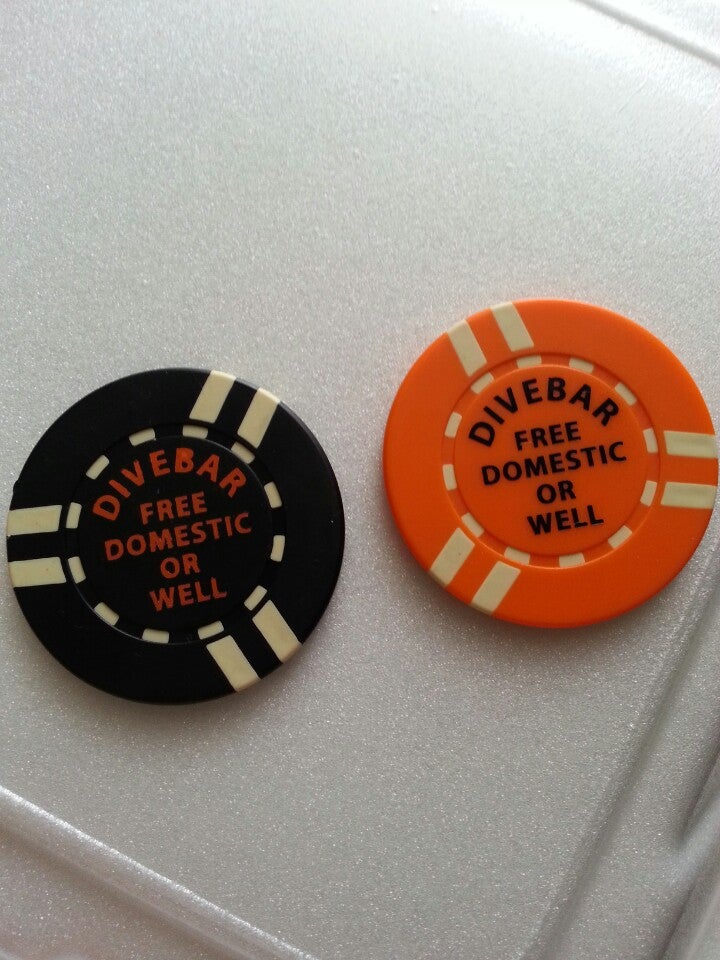 DIVEBAR
FREE
DOMESTIC
OR
WELL
DIVEBAR
FREE
DOMESTIC
OR
WELL